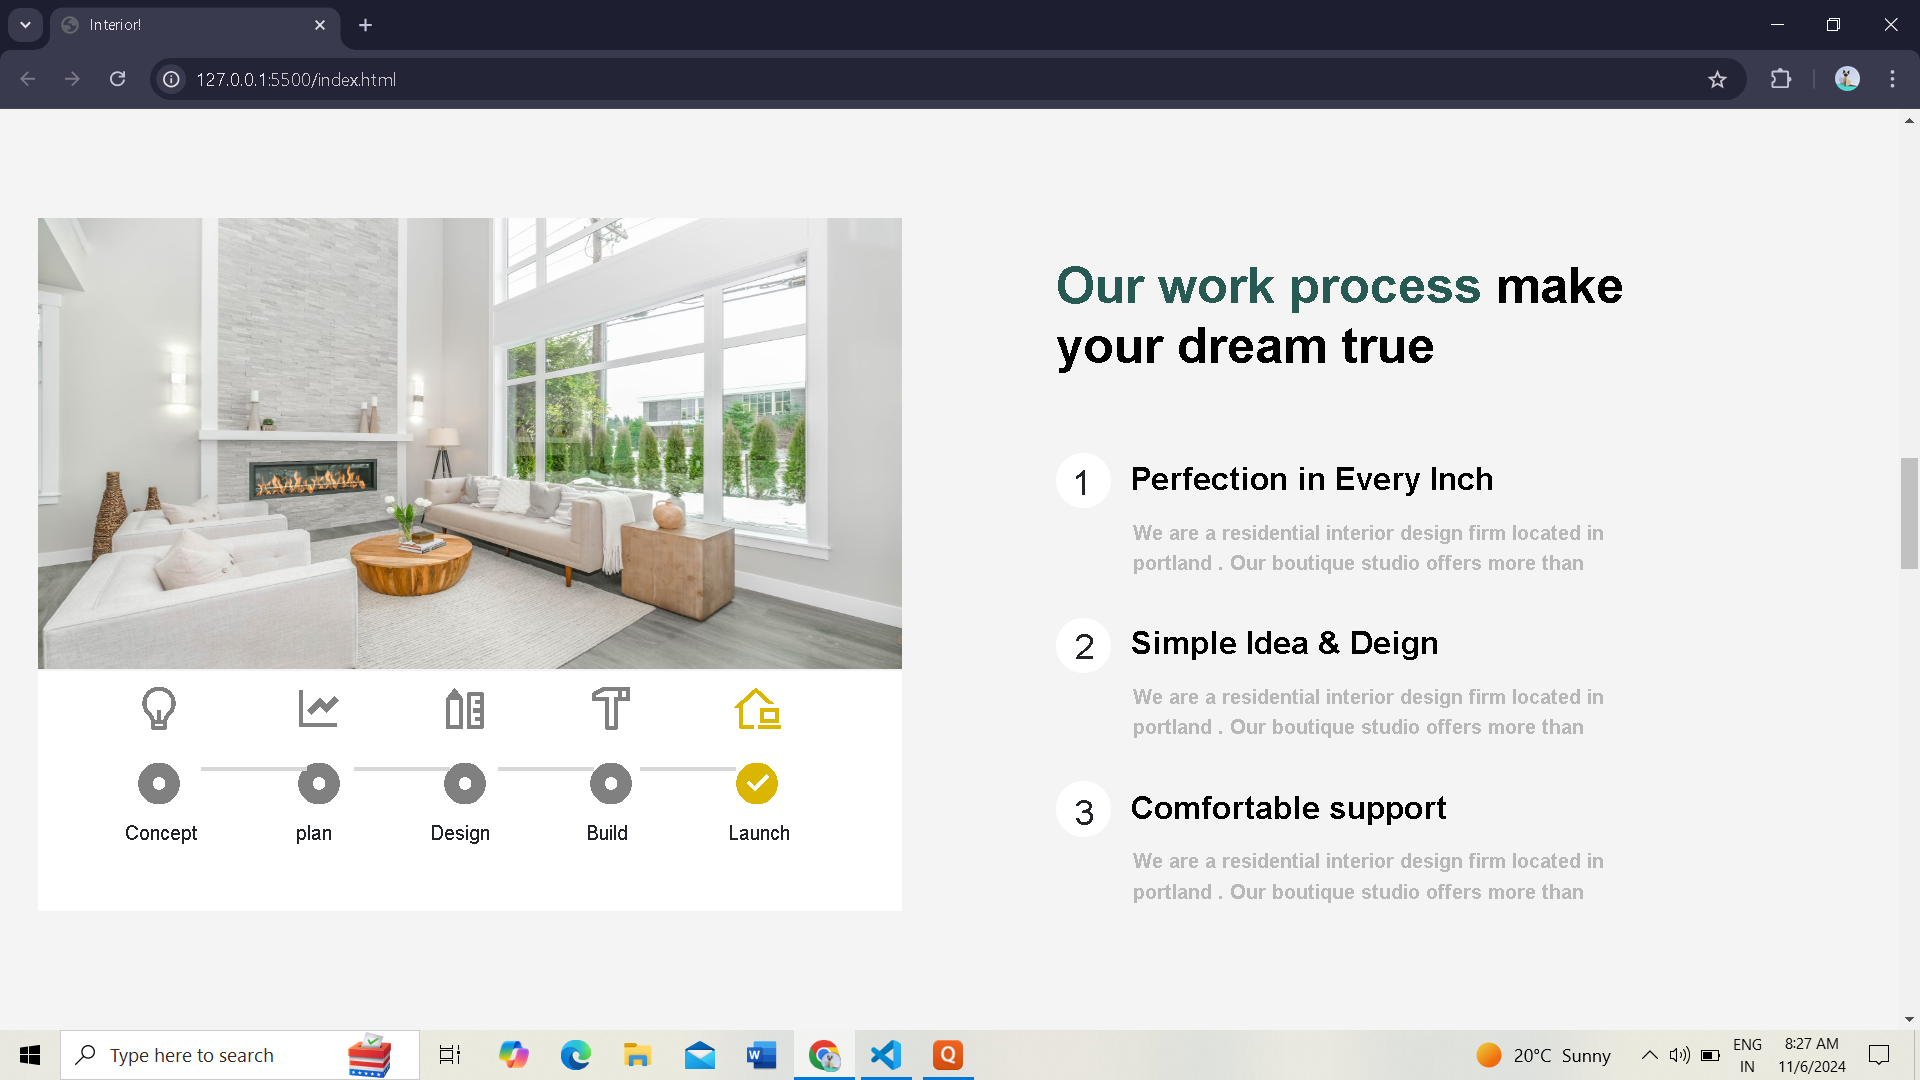 Interior!
127.0.0.1:5500/index.html
Our work process make
your dream true
1 Perfection in Every Inch
We are a residential interior design firm located in
portland . Our boutique studio offers more than
2 Simple Idea & Deign
We are a residential interior design firm located in
portland . Our boutique studio offers more than
3 Comfortable support
We are a residential interior design firm located in
portland . Our boutique studio offers more than
Concept plan Design Build Launch
Type here to search
W
Q
20°C Sunny
ENG
IN
8:27 AM
11/6/2024